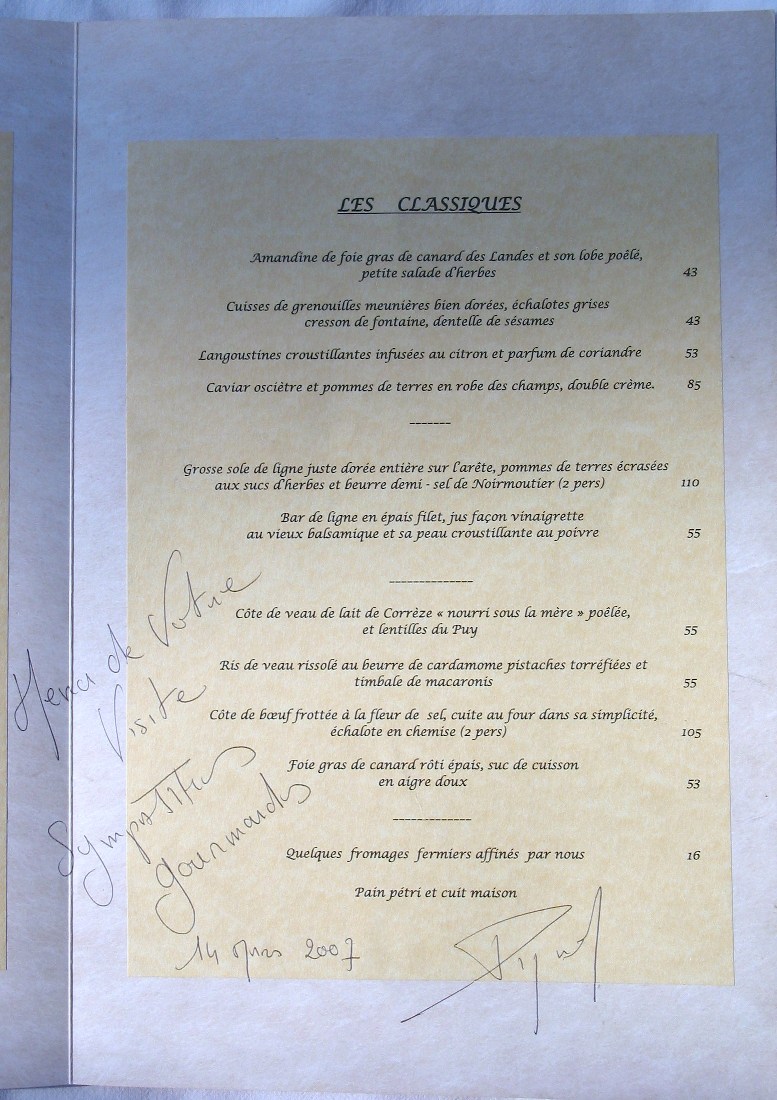 LES CLASSIQUES
Amandine de foie gras de canard des Landes et son lobe poêlé,
petite salade d'herbes 43
Cuisses de grenouilles meunières bien dorées, échalotes grises
cresson de fontaine, dentelle de sésames 43
Langoustines croustillantes infusées au citron et parfum de coriandre 53
Caviar osciètre et pommes de terres en robe des champs, double crème. 85
-------
Grosse sole de ligne juste dorée entière sur l'arête, pommes de terres écrasées
aux sucs d'herbes et beurre demi - sel de Noirmoutier (2 pers) 110
Bar de ligne en épais filet, jus façon vinaigrette
au vieux balsamique et sa peau croustillante au poivre 55
--------------
Côte de veau de lait de Corrèze « nourri sous la mère » poêlée,
et lentilles du Puy 55
Ris de veau rissolé au beurre de cardamome pistaches torréfiées et
timbale de macaronis 55
Côte de bœuf frottée à la fleur de sel, cuite au four dans sa simplicité,
échalote en chemise (2 pers) 105
Foie gras de canard rôti épais, suc de cuisson
en aigre doux 53
-------------
Quelques fromages fermiers affinés par nous 16
Pain pétri et cuit maison
Merci de Votre
Visite
gourmandes
14 mars 2007